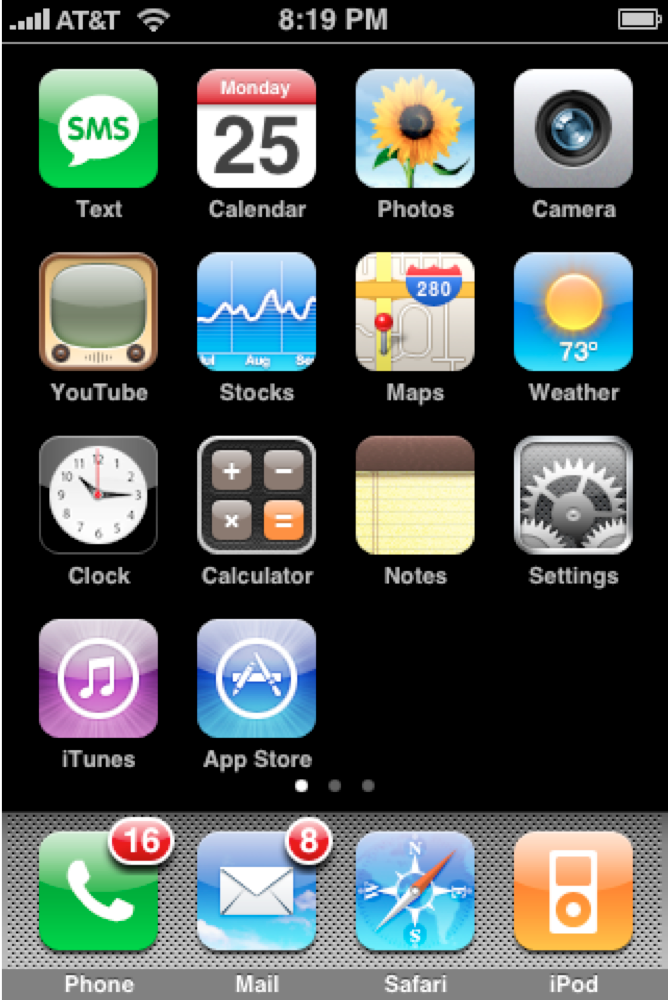 AT&T 8:19 PM
SMS Monday
25
Text Calendar Photos Camera
280
73°
Jul Aug
YouTube Stocks Maps Weather
12
11 1
10 2
9 3
8 4
7 5
6
+ −
× =
Clock Calculator Notes Settings
iTunes App Store
16 8
N
W E
S
Phone Mail Safari iPod